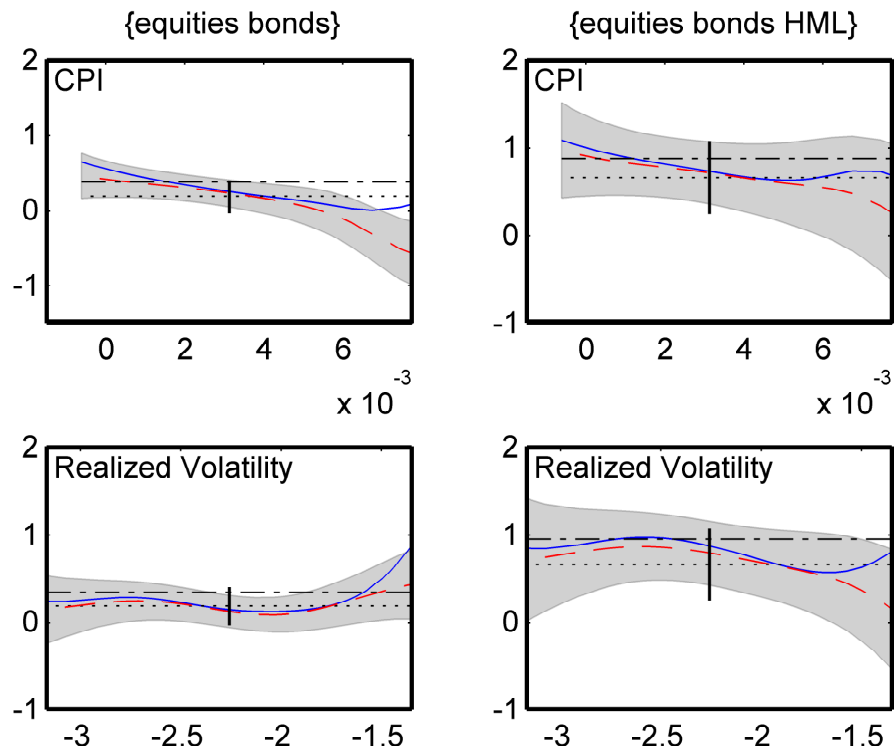 {equities bonds}
{equities bonds HML}
2
CPI
1
0
-1
0 2 4 6
-3
x 10
2
CPI
1
0
-1
0 2 4 6
-3
x 10
2
Realized Volatility
1
0
-1
-3 -2.5 -2 -1.5
2
Realized Volatility
1
0
-1
-3 -2.5 -2 -1.5